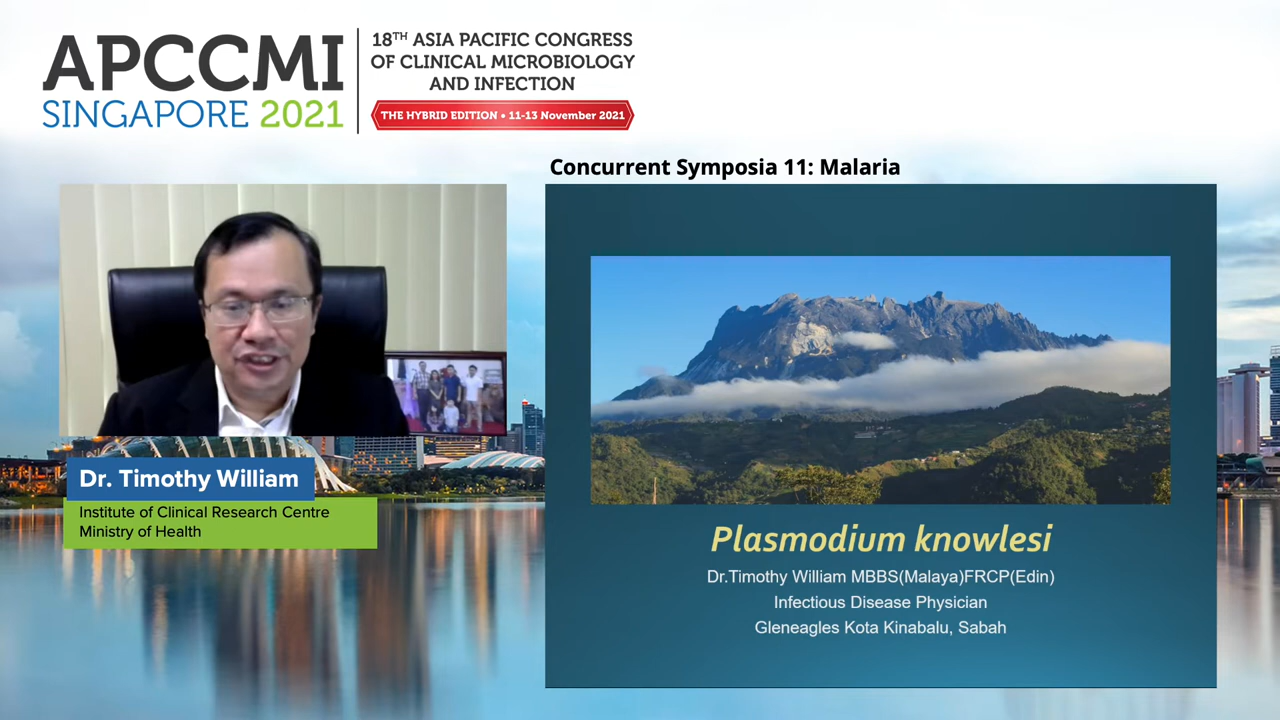 APCCMI
SINGAPORE 2021
18TH ASIA PACIFIC CONGRESS
OF CLINICAL MICROBIOLOGY
AND INFECTION
THE HYBRID EDITION • 11-13 November 2021
Concurrent Symposia 11: Malaria
Dr. Timothy William
Institute of Clinical Research Centre
Ministry of Health
Plasmodium knowlesi
Dr.Timothy William MBBS(Malaya)FRCP(Edin)
Infectious Disease Physician
Gleneagles Kota Kinabalu, Sabah